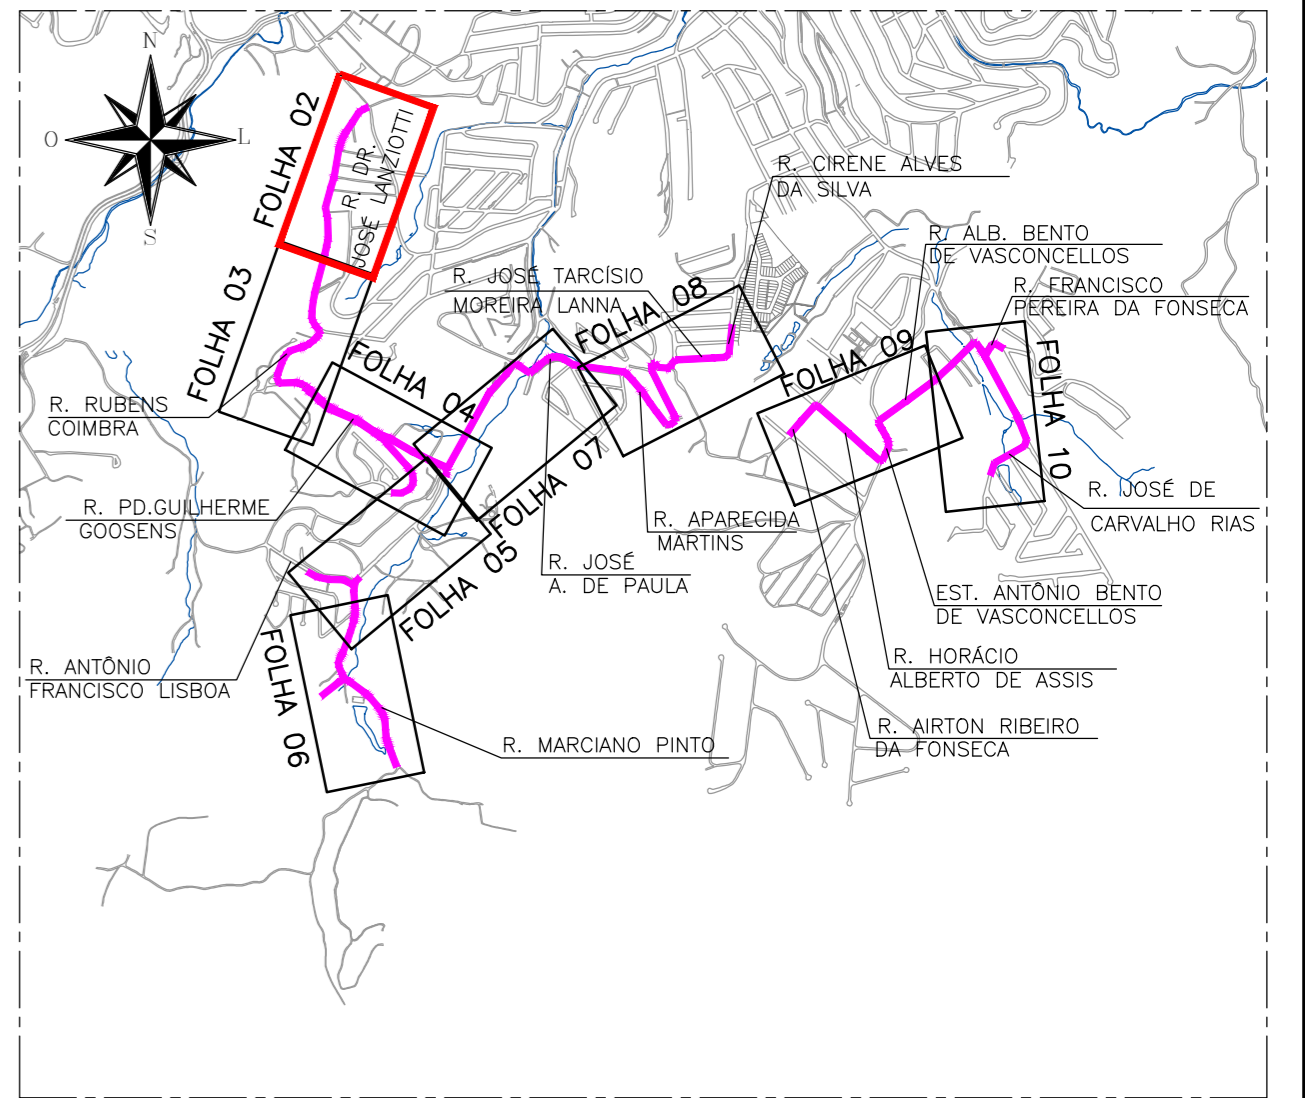 N
O
L
S
FOLHA 02
R. DR.
JOSÉ LANZIOTTI
FOLHA 03
R. CIRENE ALVES
DA SILVA
R. ALB. BENTO
DE VASCONCELLOS
R. JOSÉ TARCÍSIO
MOREIRA LANNA
R. FRANCISCO
PEREIRA DA FONSECA
FOLHA 08
FOLHA 09
FOLHA 04
FOLHA 10
R. RUBENS
COIMBRA
FOLHA 07
R. PD.GUILHERME
GOOSENS
R. APARECIDA
MARTINS
R. JOSÉ DE
CARVALHO RIAS
FOLHA 05
R. JOSÉ
A. DE PAULA
EST. ANTÔNIO BENTO
DE VASCONCELLOS
R. ANTÔNIO
FRANCISCO LISBOA
FOLHA 06
R. HORÁCIO
ALBERTO DE ASSIS
R. AIRTON RIBEIRO
DA FONSECA
R. MARCIANO PINTO